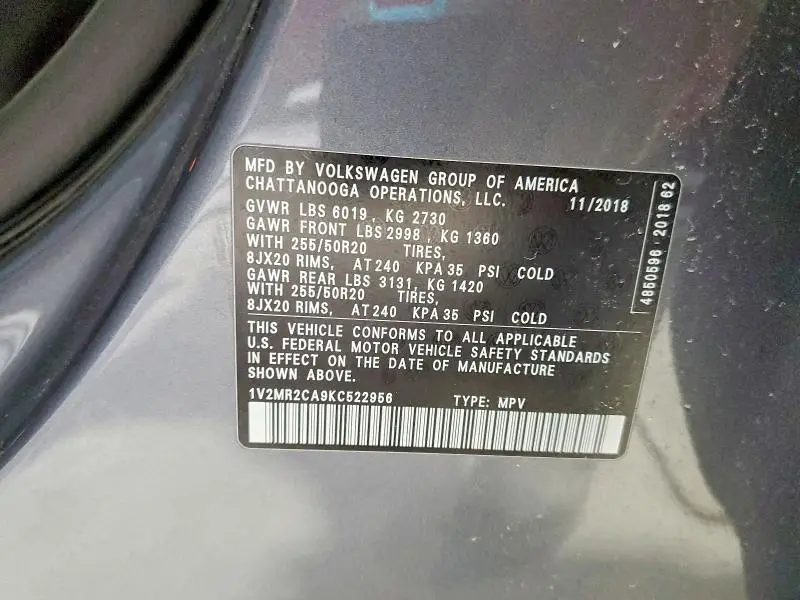 MFD BY VOLKSWAGEN GROUP OF AMERICA
CHATTANOOGA OPERATIONS, LLC. 11/2018
GVWR LBS 6019, KG 2730
GAWR FRONT LBS 2998, KG 1360
WITH 255/50R20 TIRES,
8JX20 RIMS, AT 240 KPA 35 PSI COLD
GAWR REAR LBS 3131, KG 1420
WITH 255/50R20 TIRES,
8JX20 RIMS, AT 240 KPA 35 PSI COLD
THIS VEHICLE CONFORMS TO ALL APPLICABLE
U.S. FEDERAL MOTOR VEHICLE SAFETY STANDARDS
IN EFFECT ON THE DATE OF MANUFACTURE
SHOWN ABOVE.
1V2MR2CA9KC522956 TYPE: MPV
4950596 2018 62